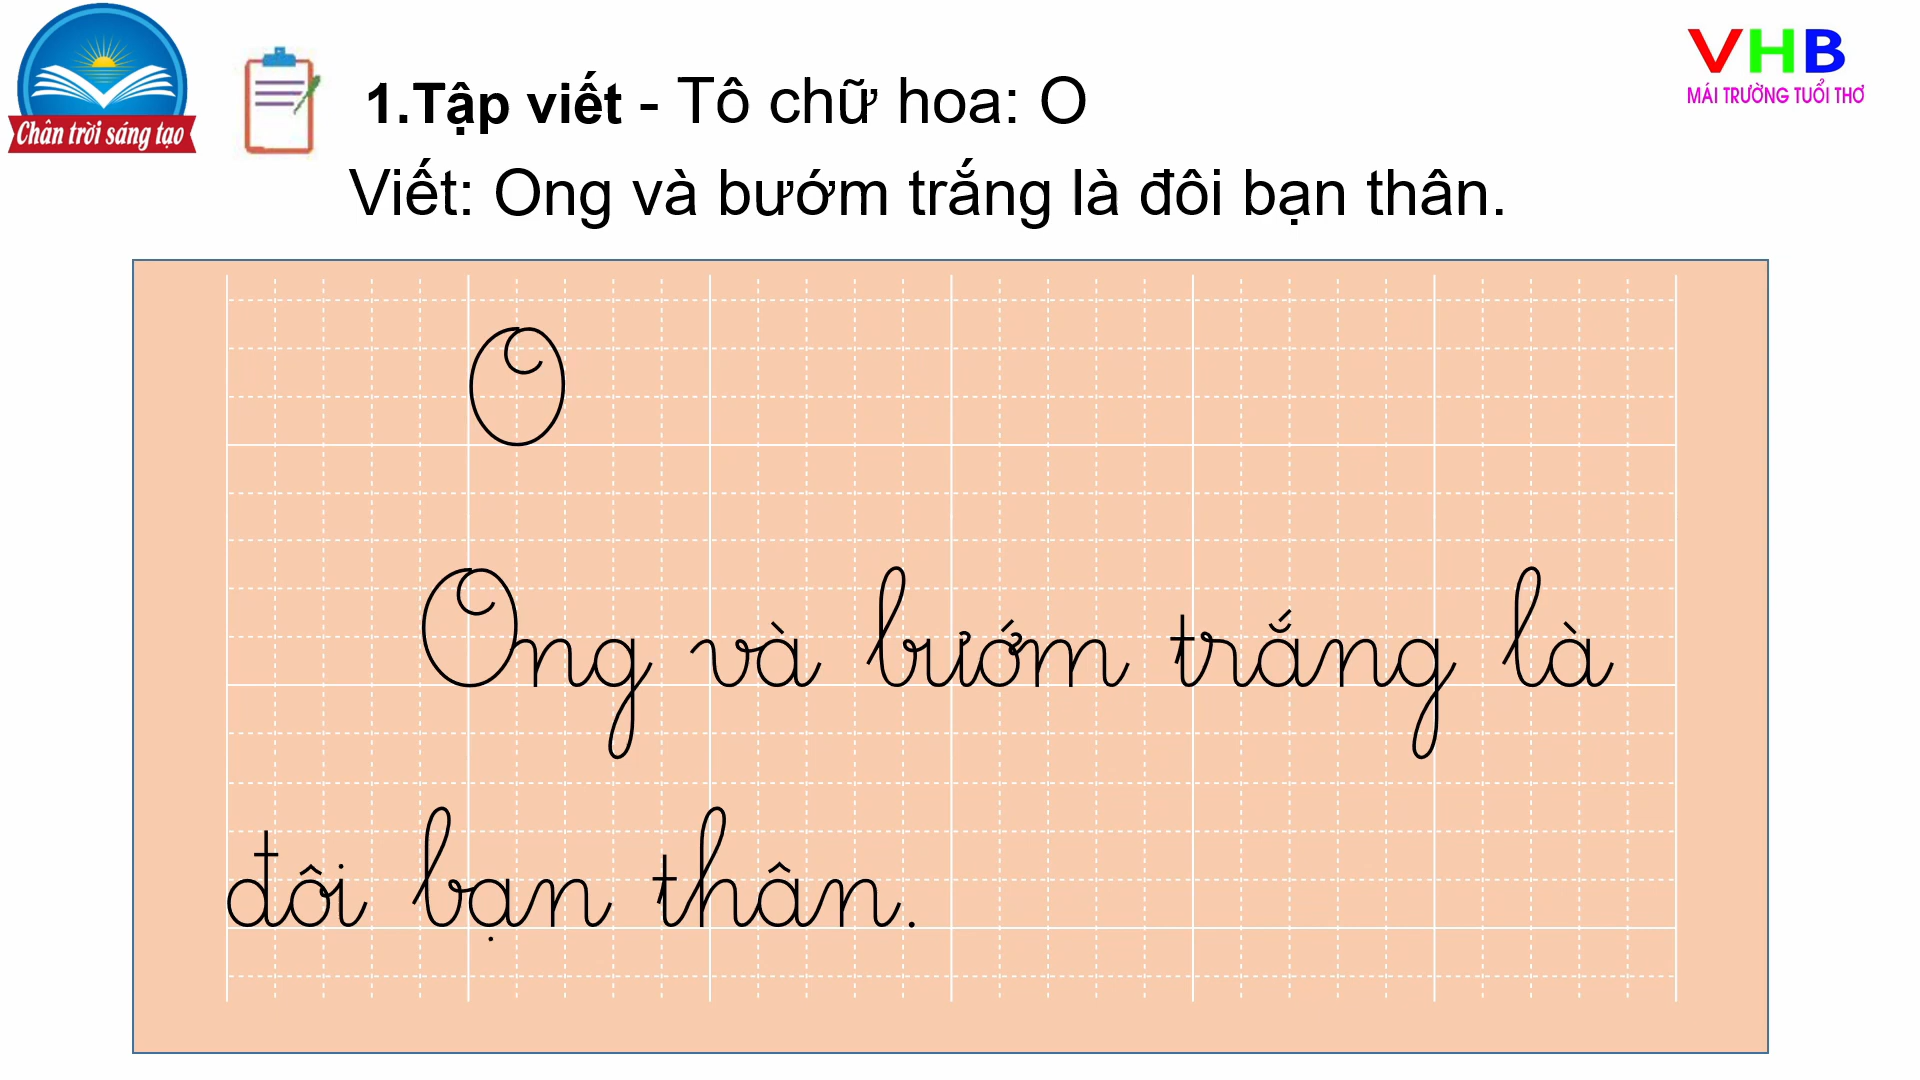 Chân trời sáng tạo
VHB
MÁI TRƯỜNG TUỔI THƠ
1.Tập viết - Tô chữ hoa: O
Viết: Ong và bướm trắng là đôi bạn thân.
O
Ong và bướm trắng là
đôi bạn thân.